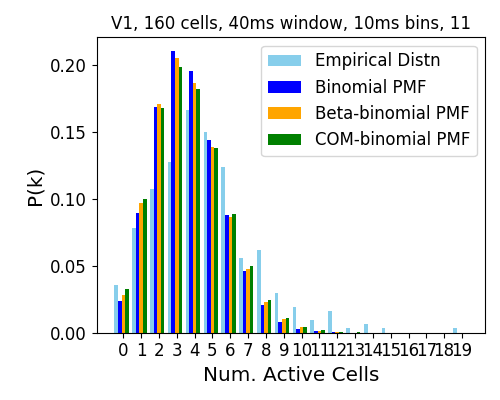 V1, 160 cells, 40ms window, 10ms bins, 11
Empirical Distn
Binomial PMF
Beta-binomial PMF
COM-binomial PMF
P(k)
0.20
0.15
0.10
0.05
0.00
0 1 2 3 4 5 6 7 8 9 10 11 12 13 14 15 16 17 18 19
Num. Active Cells